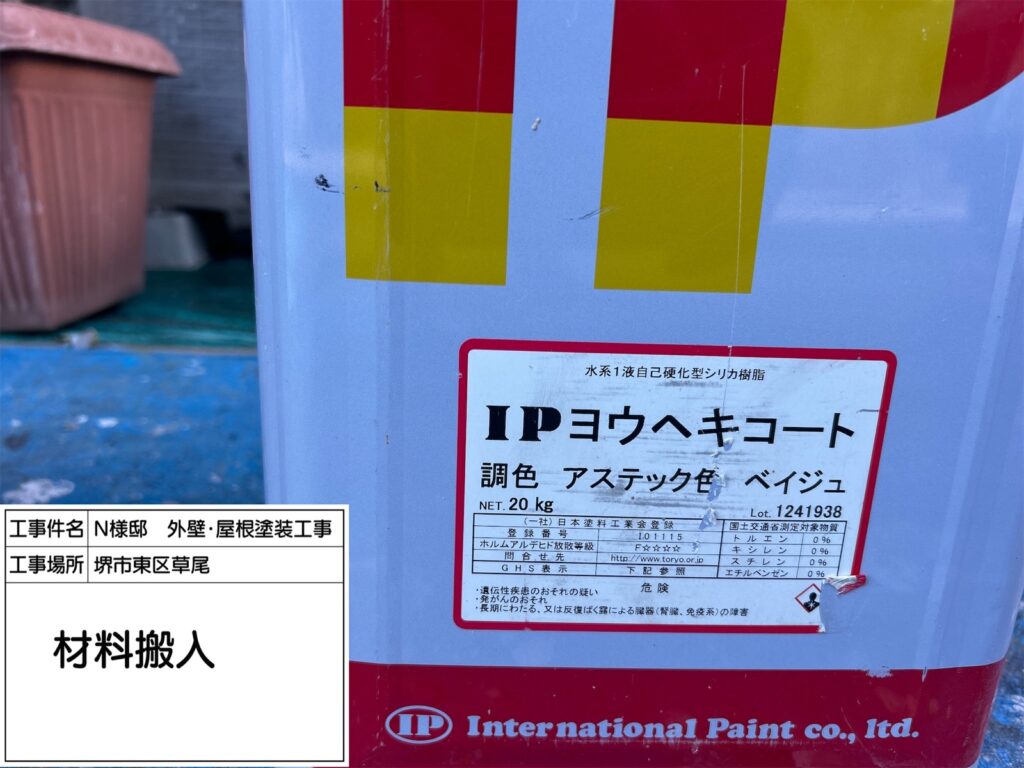 水系1液自己硬化型シリカ樹脂
IPヨウヘキコート
調色 アステック色 ベイジュ
NET. 20 kg Lot. 1241938
(一社)日本塗料工業会登録
登録番号 I01115
ホルムアルデヒド放散等級 F☆☆☆☆
問合せ先 http://www.toryo.or.jp
GHS表示 下記参照
国土交通省測定対象物質
トルエン 0%
キシレン 0%
スチレン 0%
エチルベンゼン 0%
危険
・遺伝性疾患のおそれの疑い
・発がんのおそれ
・長期にわたる、又は反復ばく露による臓器(腎臓、免疫系)の障害
IP International Paint co., ltd.
工事件名 N様邸 外壁・屋根塗装工事
工事場所 堺市東区草尾
材料搬入